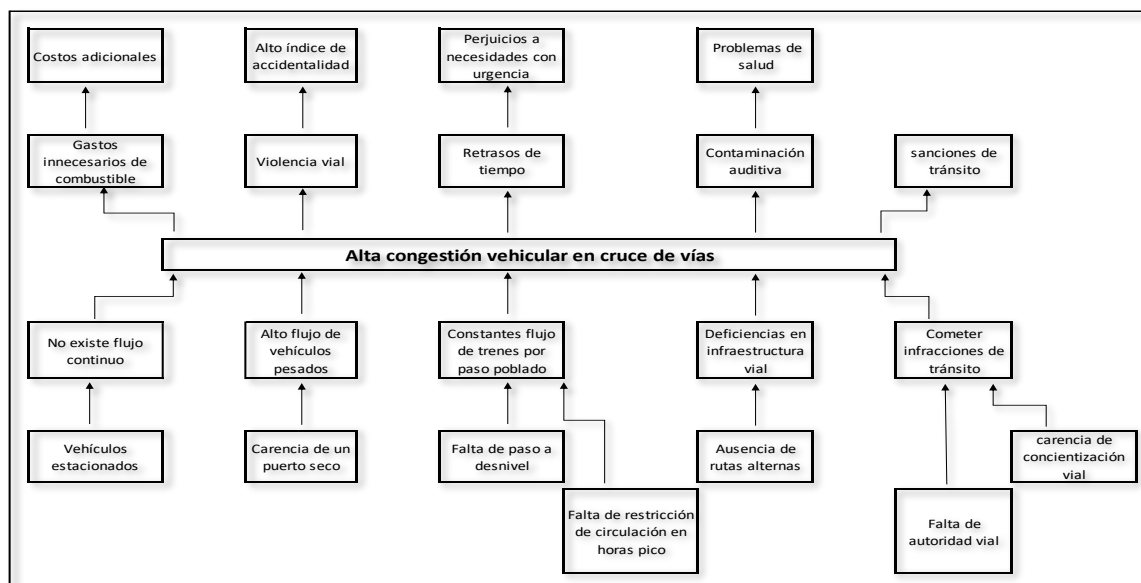 Costos adicionales
Alto índice de
accidentalidad
Perjuicios a
necesidades con
urgencia
Problemas de
salud
Gastos
innecesarios de
combustible
Violencia vial
Retrasos de
tiempo
Contaminación
auditiva
sanciones de
tránsito
Alta congestión vehicular en cruce de vías
No existe flujo
continuo
Alto flujo de
vehículos
pesados
Constantes flujo
de trenes por
paso poblado
Deficiencias en
infraestructura
vial
Cometer
infracciones de
tránsito
Vehículos
estacionados
Carencia de un
puerto seco
Falta de paso a
desnivel
Ausencia de
rutas alternas
carencia de
concientización
vial
Falta de restricción
de circulación en
horas pico
Falta de
autoridad vial